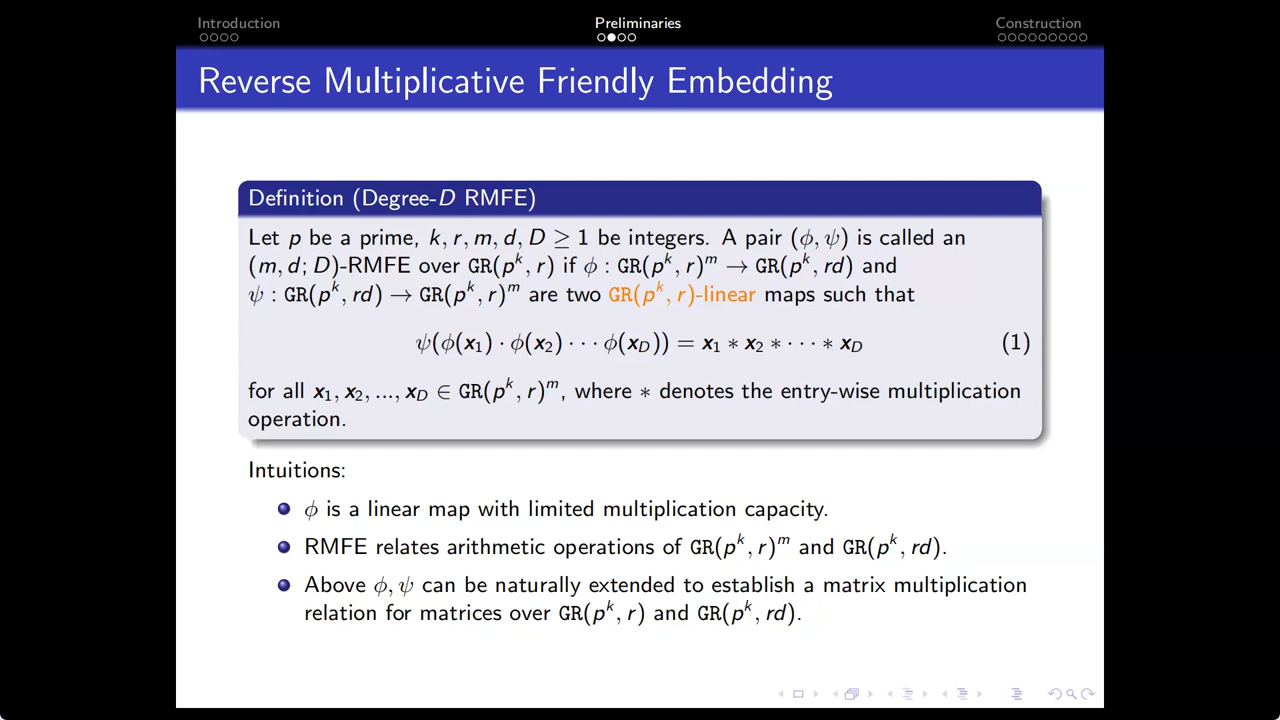 Introduction
Preliminaries
Construction
Reverse Multiplicative Friendly Embedding
Definition (Degree-D RMFE)
Let p be a prime, k, r, m, d, D ≥ 1 be integers. A pair (ϕ, ψ) is called an
(m, d; D)-RMFE over GR(p^k, r) if ϕ : GR(p^k, r)^m → GR(p^k, rd) and
ψ : GR(p^k, rd) → GR(p^k, r)^m are two GR(p^k, r)-linear maps such that
ψ(ϕ(x₁) · ϕ(x₂) · · · ϕ(x_D)) = x₁ ∗ x₂ ∗ · · · ∗ x_D (1)
for all x₁, x₂, ..., x_D ∈ GR(p^k, r)^m, where ∗ denotes the entry-wise multiplication
operation.
Intuitions:
ϕ is a linear map with limited multiplication capacity.
RMFE relates arithmetic operations of GR(p^k, r)^m and GR(p^k, rd).
Above ϕ, ψ can be naturally extended to establish a matrix multiplication
relation for matrices over GR(p^k, r) and GR(p^k, rd).